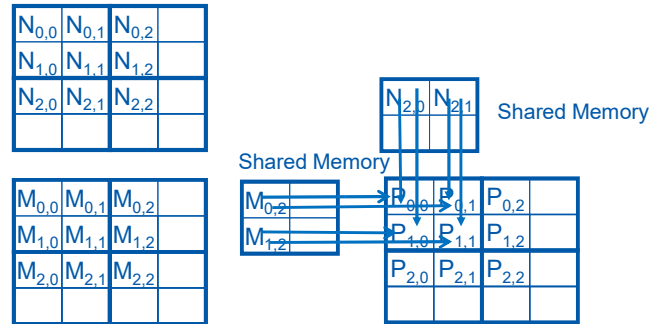 N0,0 N0,1 N0,2
N1,0 N1,1 N1,2
N2,0 N2,1 N2,2
N2,0 N2,1
Shared Memory
Shared Memory
M0,2
M1,2
P0,0 P0,1 P0,2
P1,0 P1,1 P1,2
P2,0 P2,1 P2,2
M0,0 M0,1 M0,2
M1,0 M1,1 M1,2
M2,0 M2,1 M2,2